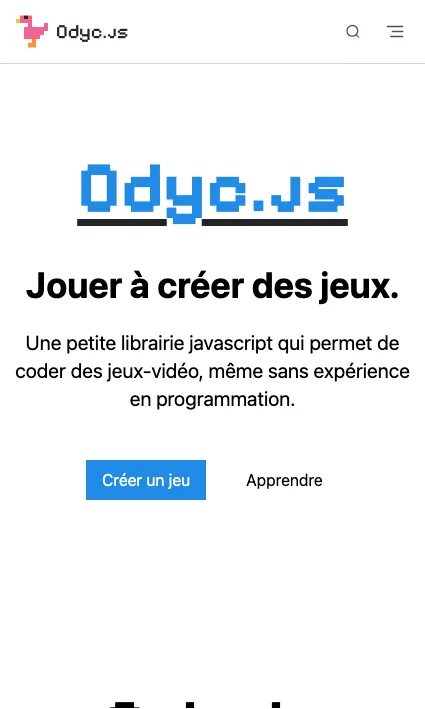 Odyc.js
Odyc.js
Jouer à créer des jeux.
Une petite librairie javascript qui permet de
coder des jeux-vidéo, même sans expérience
en programmation.
Créer un jeu
Apprendre